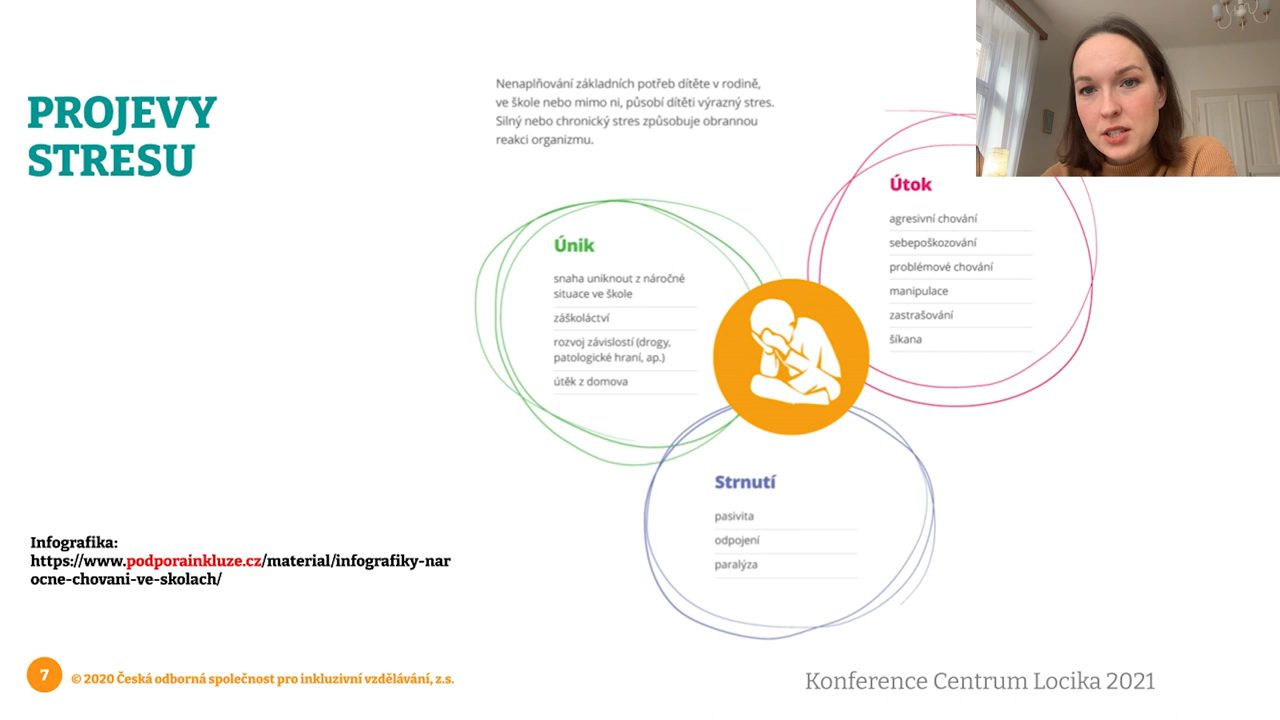 PROJEVY
STRESU
Nenaplňování základních potřeb dítěte v rodině,
ve škole nebo mimo ni, působí dítěti výrazný stres.
Silný nebo chronický stres způsobuje obrannou
reakci organizmu.
Únik
snaha uniknout z náročné
situace ve škole
záškoláctví
rozvoj závislostí (drogy,
patologické hraní, ap.)
útěk z domova
Útok
agresivní chování
sebepoškozování
problémové chování
manipulace
zastrašování
šikana
Strnutí
pasivita
odpojení
paralýza
Infografika:
https://www.podporainkluze.cz/material/infografiky-nar
ocne-chovani-ve-skolach/
7
© 2020 Česká odborná společnost pro inkluzivní vzdělávání, z.s.
Konference Centrum Locika 2021